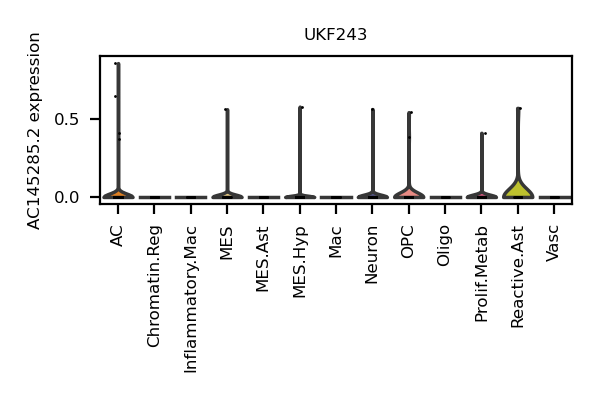 UKF243
AC145285.2 expression
0.5
0.0
AC
Chromatin.Reg
Inflammatory.Mac
MES
MES.Ast
MES.Hyp
Mac
Neuron
OPC
Oligo
Prolif.Metab
Reactive.Ast
Vasc